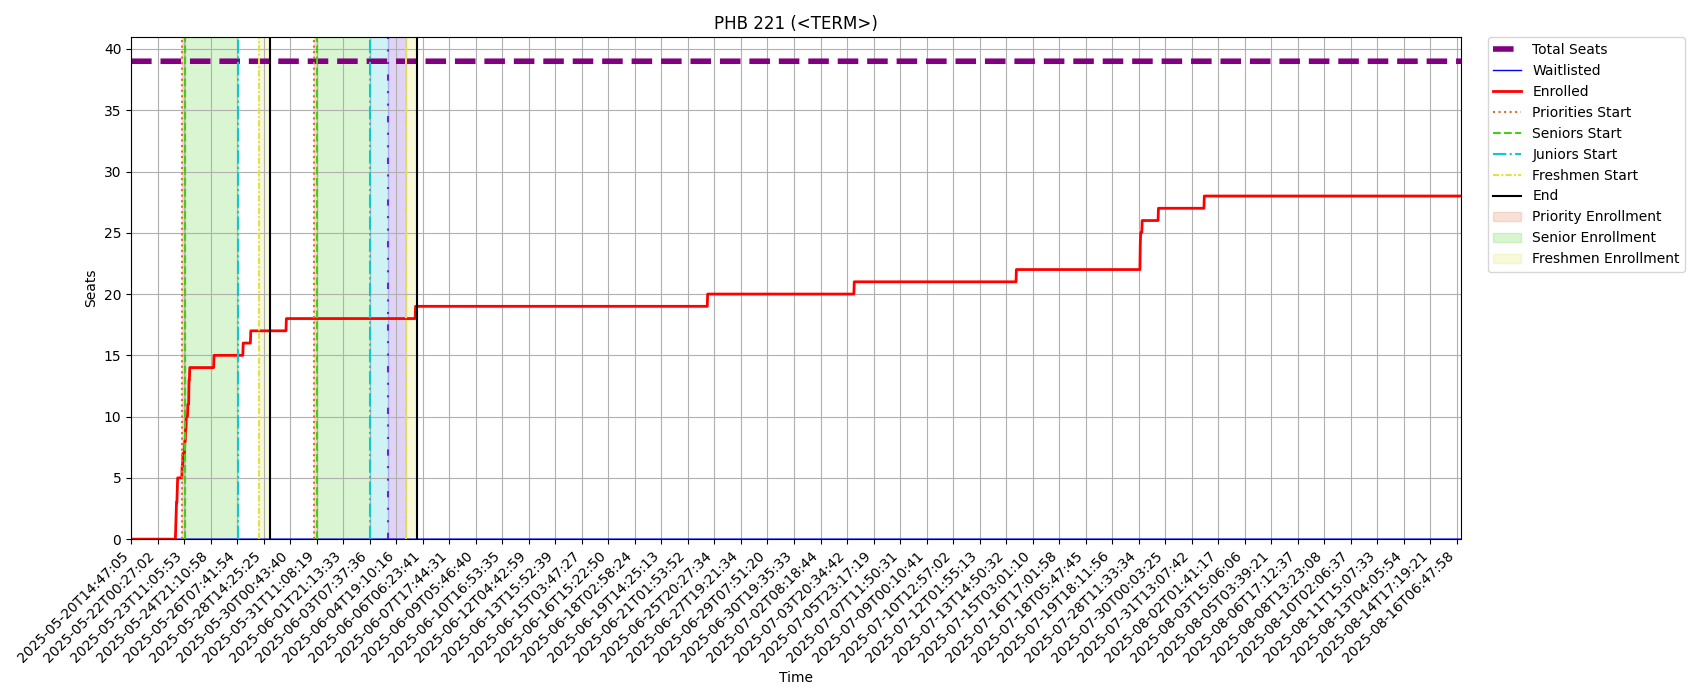 PHB 221 (<TERM>)
40
35
30
25
20
15
10
5
0
Seats
2025-05-20T14:47:05
2025-05-22T00:27:02
2025-05-23T11:05:53
2025-05-24T21:10:58
2025-05-26T07:41:54
2025-05-28T14:25:25
2025-05-30T00:43:40
2025-05-31T11:08:19
2025-06-01T21:13:33
2025-06-03T07:37:36
2025-06-04T19:10:16
2025-06-06T06:23:41
2025-06-07T17:44:31
2025-06-09T05:46:40
2025-06-10T16:53:35
2025-06-12T04:42:59
2025-06-13T15:52:39
2025-06-15T03:47:27
2025-06-16T15:22:50
2025-06-18T02:58:24
2025-06-19T14:25:13
2025-06-21T01:53:52
2025-06-25T20:27:34
2025-06-27T19:21:34
2025-06-29T07:51:20
2025-06-30T19:35:33
2025-07-02T08:18:44
2025-07-03T20:34:42
2025-07-05T23:17:19
2025-07-07T11:50:31
2025-07-09T00:10:41
2025-07-10T12:57:02
2025-07-12T01:55:13
2025-07-13T14:50:32
2025-07-15T03:01:10
2025-07-16T17:01:58
2025-07-18T05:47:45
2025-07-19T18:11:56
2025-07-28T11:33:34
2025-07-30T00:03:25
2025-07-31T13:07:42
2025-08-02T01:41:17
2025-08-03T15:06:06
2025-08-05T03:39:21
2025-08-06T17:12:37
2025-08-08T13:23:08
2025-08-10T02:06:37
2025-08-11T15:07:33
2025-08-13T04:05:54
2025-08-14T17:19:21
2025-08-16T06:47:58
Time
Total Seats
Waitlisted
Enrolled
Priorities Start
Seniors Start
Juniors Start
Freshmen Start
End
Priority Enrollment
Senior Enrollment
Freshmen Enrollment